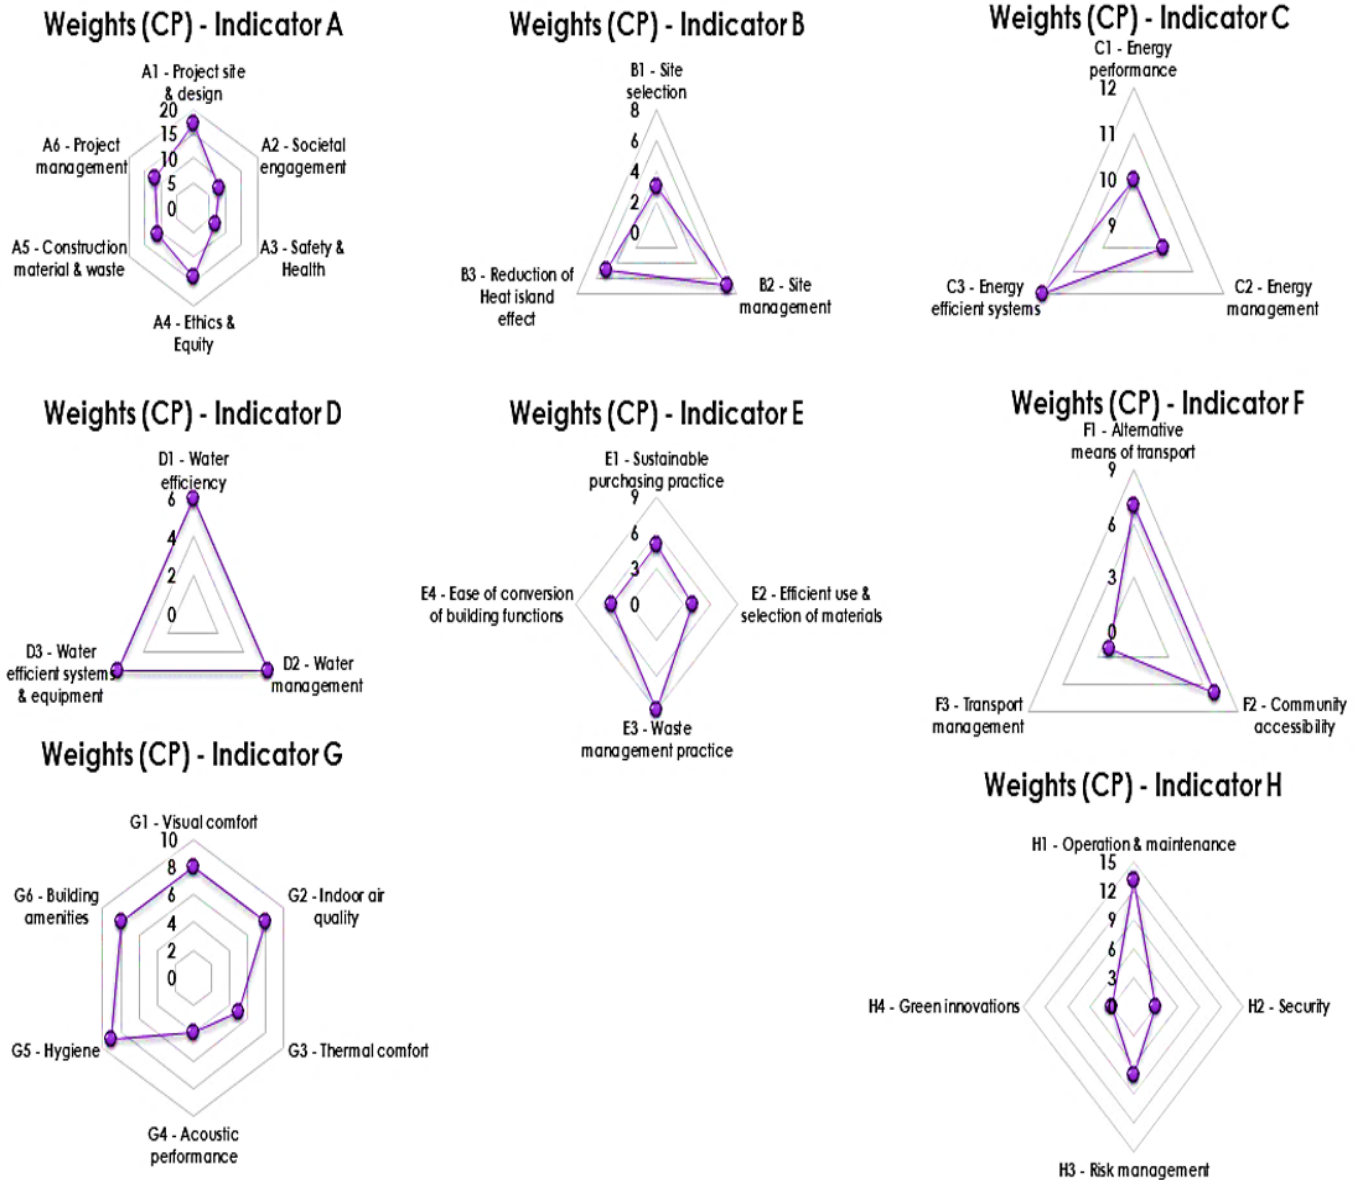 Weights (CP) - Indicator A
A1 - Project site
& design
20
15
10
5
0
A2 - Societal
engagement
A3 - Safety &
Health
A4 - Ethics &
Equity
A5 - Construction
material & waste
A6 - Project
management
Weights (CP) - Indicator B
B1 - Site
selection
8
6
4
2
0
B2 - Site
management
B3 - Reduction of
Heat island
effect
Weights (CP) - Indicator C
C1 - Energy
performance
12
11
10
9
C2 - Energy
management
C3 - Energy
efficient systems
Weights (CP) - Indicator D
D1 - Water
efficiency
6
4
2
0
D2 - Water
management
D3 - Water
efficient systems
& equipment
Weights (CP) - Indicator E
E1 - Sustainable
purchasing practice
9
6
3
0
E2 - Efficient use &
selection of materials
E3 - Waste
management practice
E4 - Ease of conversion
of building functions
Weights (CP) - Indicator F
F1 - Alternative
means of transport
9
6
3
0
F2 - Community
accessibility
F3 - Transport
management
Weights (CP) - Indicator G
G1 - Visual comfort
10
8
6
4
2
0
G2 - Indoor air
quality
G3 - Thermal comfort
G4 - Acoustic
performance
G5 - Hygiene
G6 - Building
amenities
Weights (CP) - Indicator H
H1 - Operation & maintenance
15
12
9
6
3
0
H2 - Security
H3 - Risk management
H4 - Green innovations